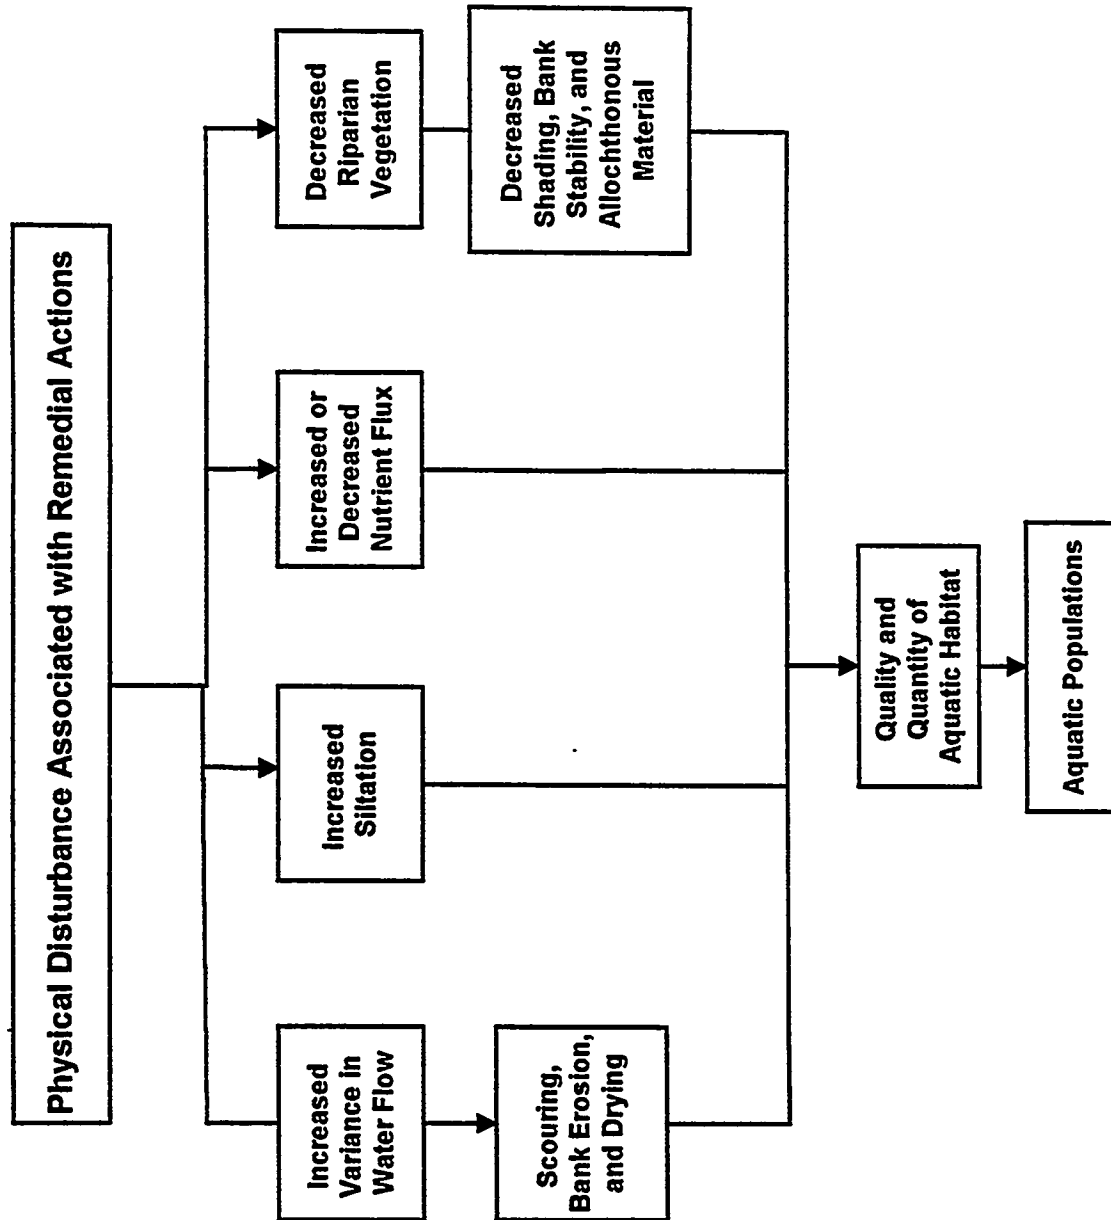 Physical Disturbance Associated with Remedial Actions
Increased
Variance in
Water Flow
Increased
Siltation
Increased or
Decreased
Nutrient Flux
Decreased
Riparian
Vegetation
Scouring,
Bank Erosion,
and Drying
Decreased
Shading, Bank
Stability, and
Allochthonous
Material
Quality and
Quantity of
Aquatic Habitat
Aquatic Populations